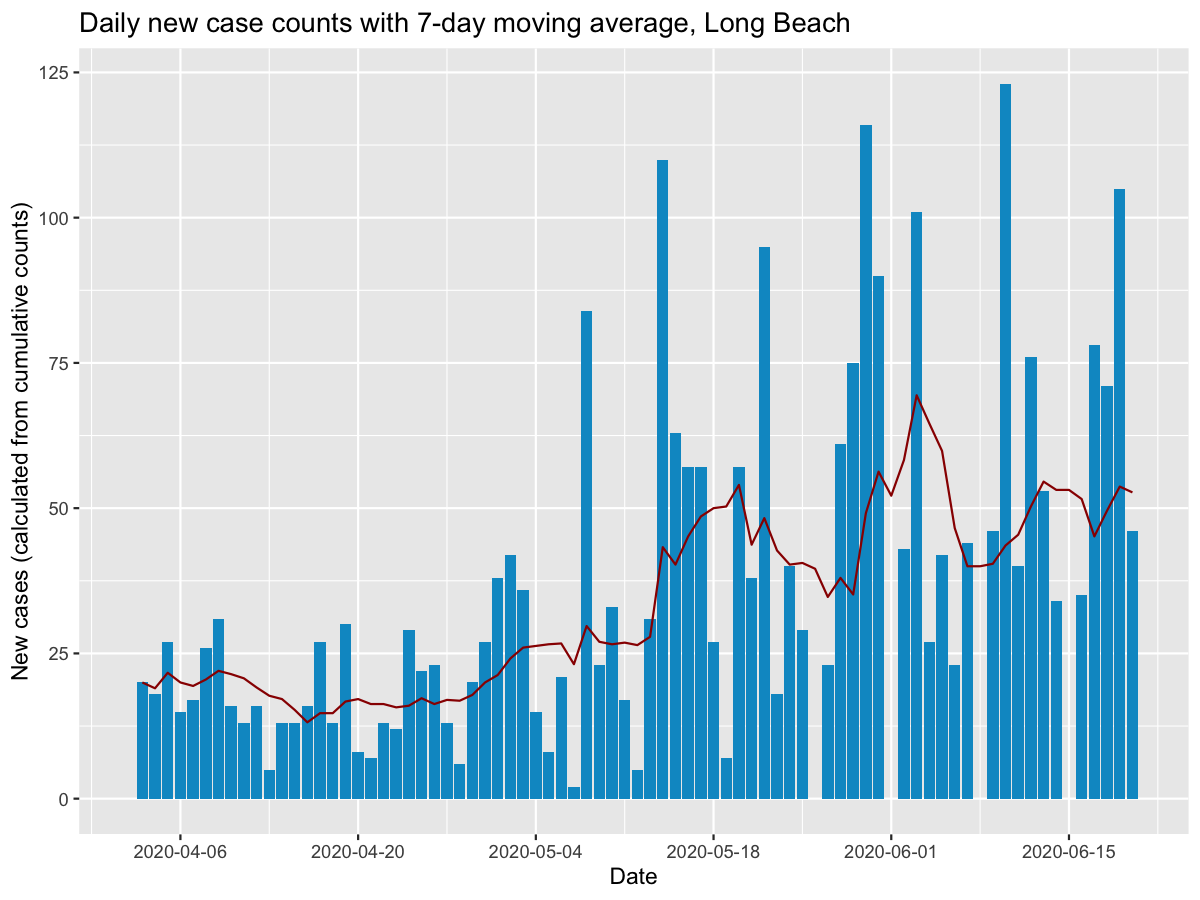 Daily new case counts with 7-day moving average, Long Beach
New cases (calculated from cumulative counts)
125
100
75
50
25
0
2020-04-06 2020-04-20 2020-05-04 2020-05-18 2020-06-01 2020-06-15
Date